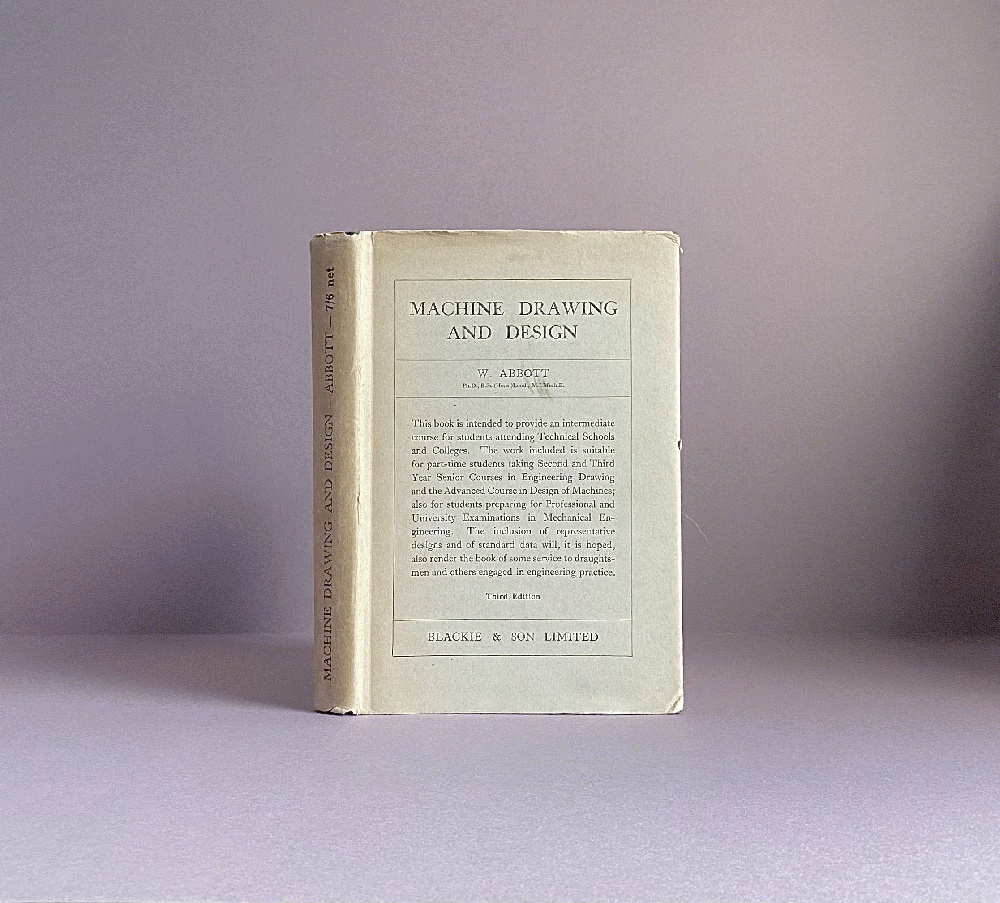 MACHINE DRAWING AND DESIGN ABBOTT — 7/6 net
MACHINE DRAWING
AND DESIGN
W. ABBOTT
Ph.D., B.Sc.
This book is intended to provide an intermediate
course for students attending Technical Schools
and Colleges. The work included is suitable
for part-time students taking Second and Third
Year Senior Courses in Engineering Drawing
and the Advanced Course in Design of Machines;
also for students preparing for Professional and
University Examinations in Mechanical En-
gineering. The inclusion of representative
designs and of standard data will, it is hoped,
also render the book of some service to draughts-
men and others engaged in engineering practice.
Third Edition
BLACKIE & SON LIMITED